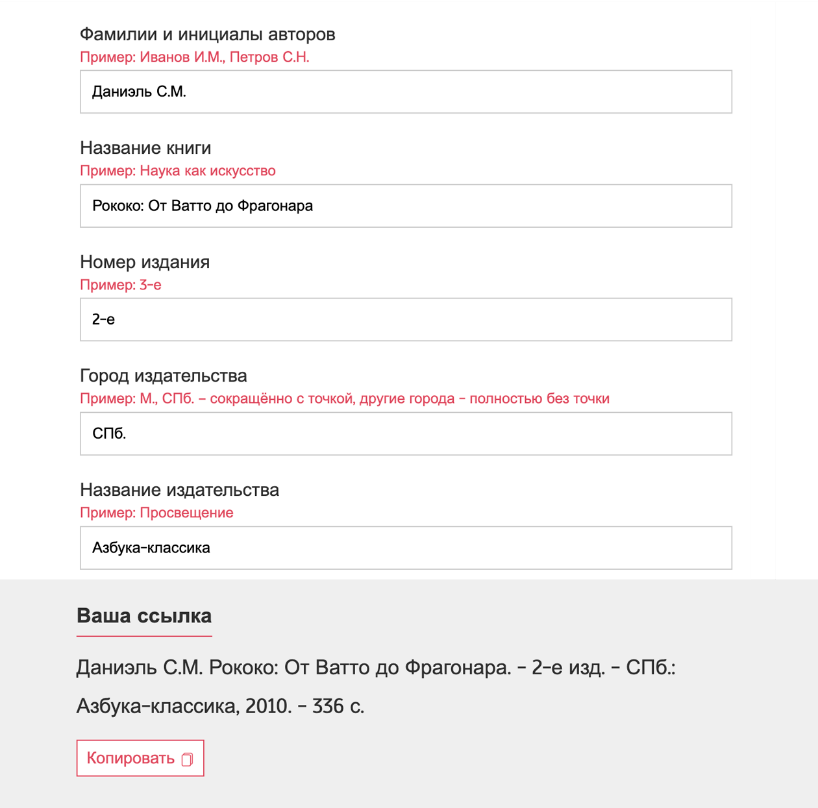 Фамилии и инициалы авторов
Пример: Иванов И.М., Петров С.Н.
Даниэль С.М.
Название книги
Пример: Наука как искусство
Рококо: От Ватто до Фрагонара
Номер издания
Пример: 3-е
2-е
Город издательства
Пример: М., СПб. – сокращённо с точкой, другие города - полностью без точки
СПб.
Название издательства
Пример: Просвещение
Азбука-классика
Ваша ссылка
Даниэль С.М. Рококо: От Ватто до Фрагонара. - 2-е изд. - СПб.:
Азбука-классика, 2010. - 336 с.
Копировать